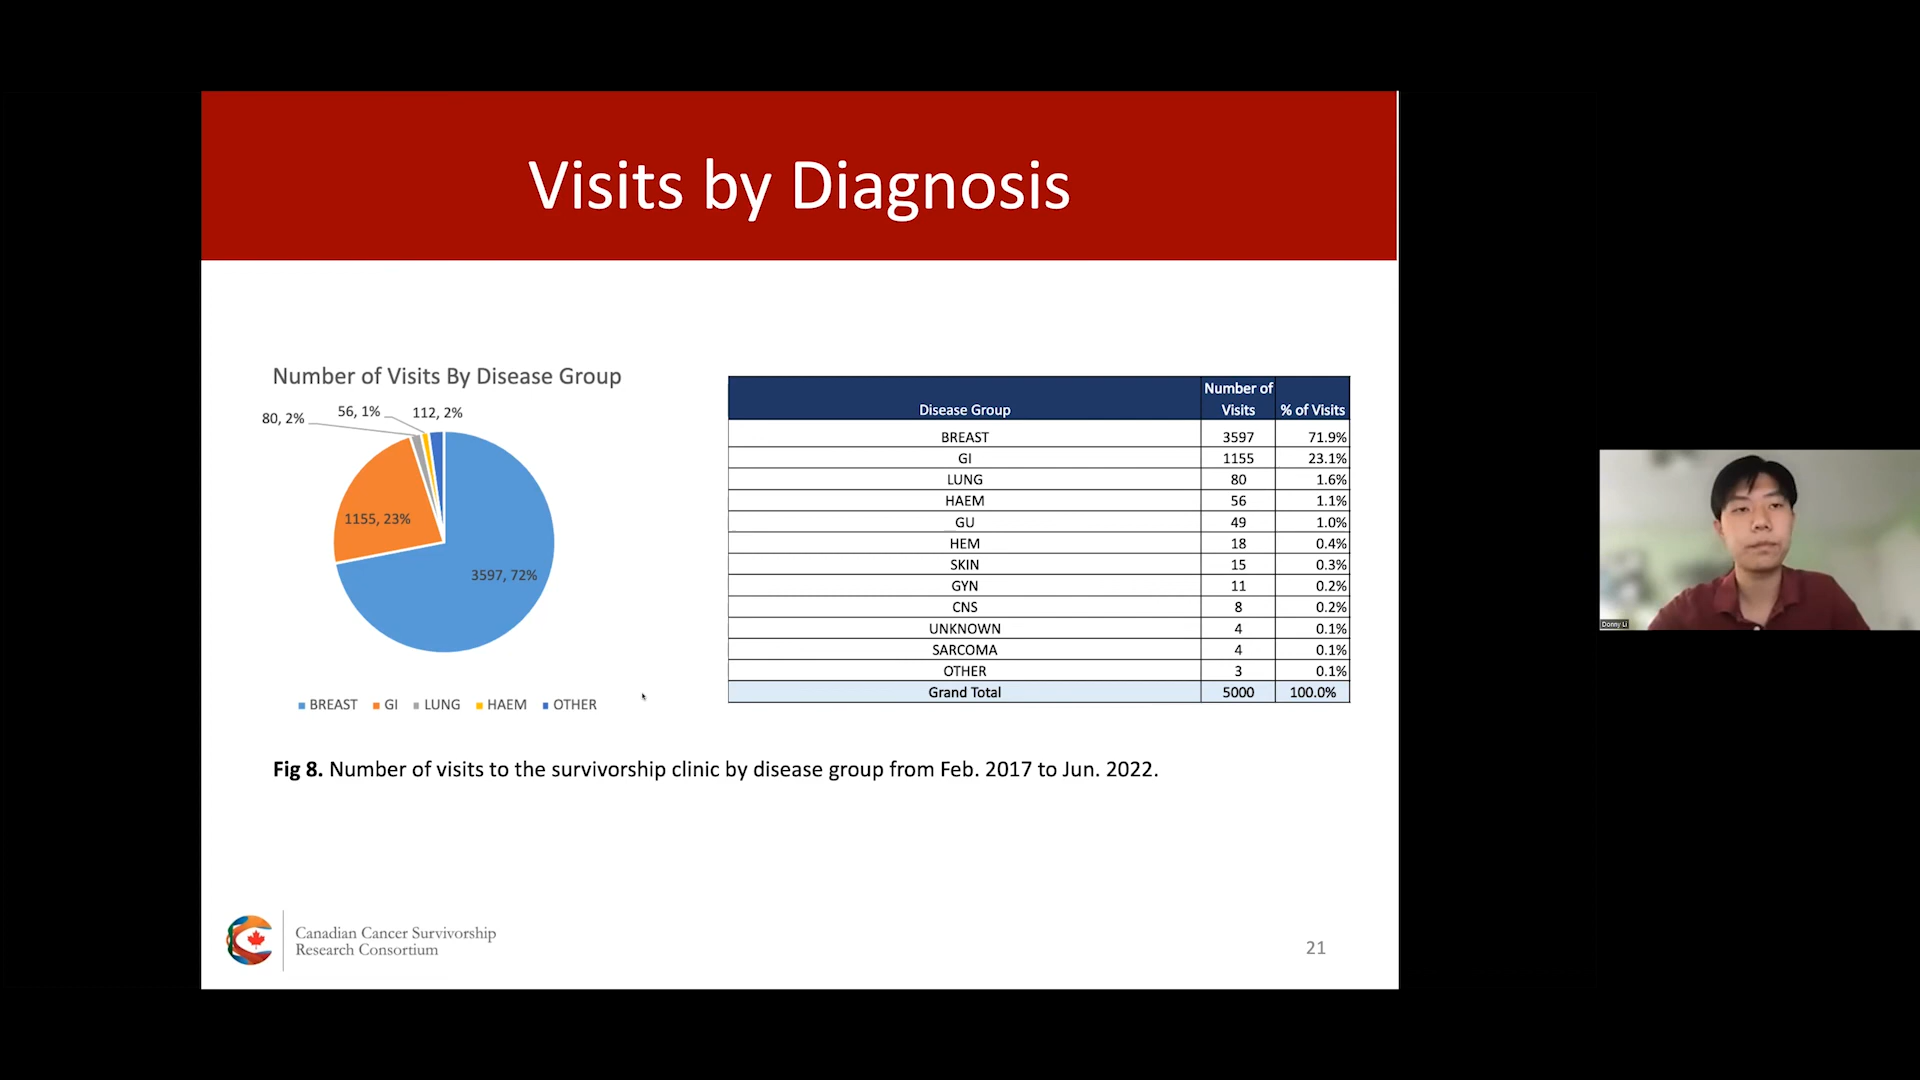 Visits by Diagnosis
Number of Visits By Disease Group
80, 2%
56, 1%
112, 2%
1155, 23%
3597, 72%
BREAST GI LUNG HAEM OTHER
Disease Group Number of Visits % of Visits
BREAST 3597 71.9%
GI 1155 23.1%
LUNG 80 1.6%
HAEM 56 1.1%
GU 49 1.0%
HEM 18 0.4%
SKIN 15 0.3%
GYN 11 0.2%
CNS 8 0.2%
UNKNOWN 4 0.1%
SARCOMA 4 0.1%
OTHER 3 0.1%
Grand Total 5000 100.0%
Fig 8. Number of visits to the survivorship clinic by disease group from Feb. 2017 to Jun. 2022.
Canadian Cancer Survivorship
Research Consortium
21
Donny Li